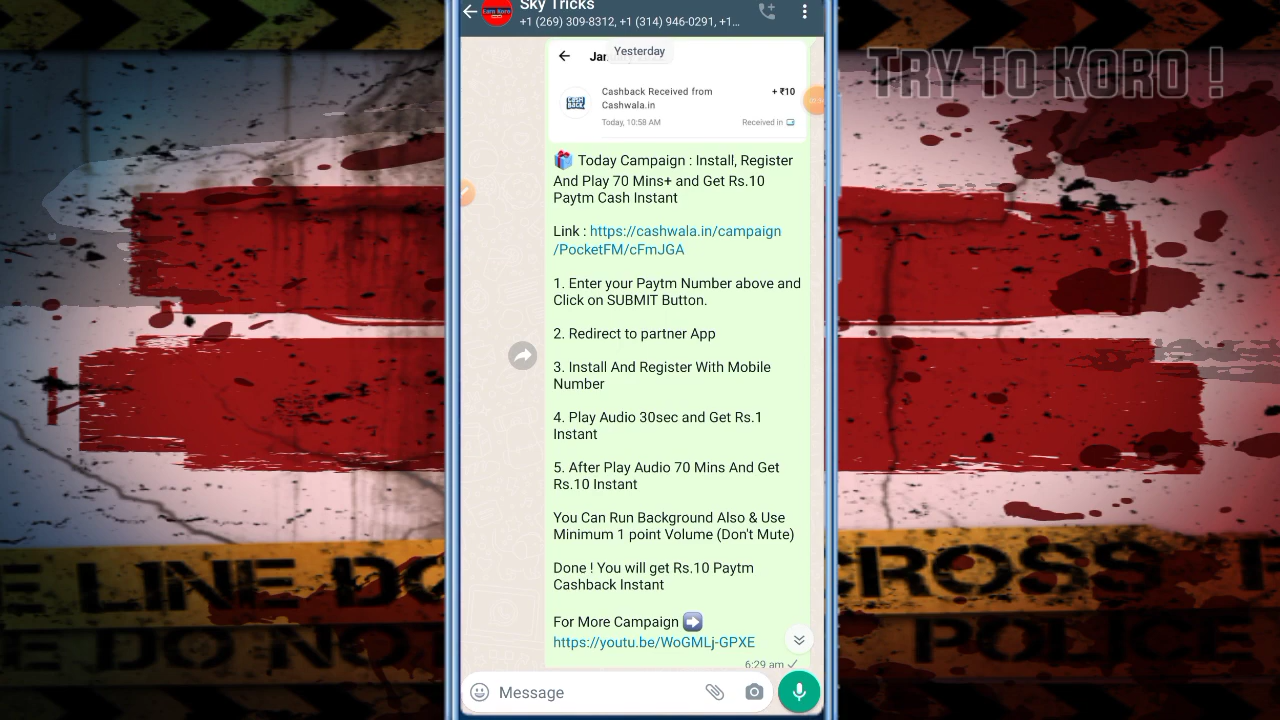 Sky Tricks
+1 (269) 309-8312, +1 (314) 946-0291, +1...
TRY TO KORO !
Yesterday
Cashback Received from
+ ₹10
Cashwala.in
Today, 10:58 AM
Received in
🎁 Today Campaign : Install, Register
And Play 70 Mins+ and Get Rs.10
Paytm Cash Instant
Link : https://cashwala.in/campaign
/PocketFM/cFmJGA
1. Enter your Paytm Number above and
Click on SUBMIT Button.
2. Redirect to partner App
3. Install And Register With Mobile
Number
4. Play Audio 30sec and Get Rs.1
Instant
5. After Play Audio 70 Mins And Get
Rs.10 Instant
You Can Run Background Also & Use
Minimum 1 point Volume (Don't Mute)
Done ! You will get Rs.10 Paytm
Cashback Instant
For More Campaign ➡️
https://youtu.be/WoGMLj-GPXE
6:29 am
Message
E LINE DO
CROSS
E DO NO
POLICE